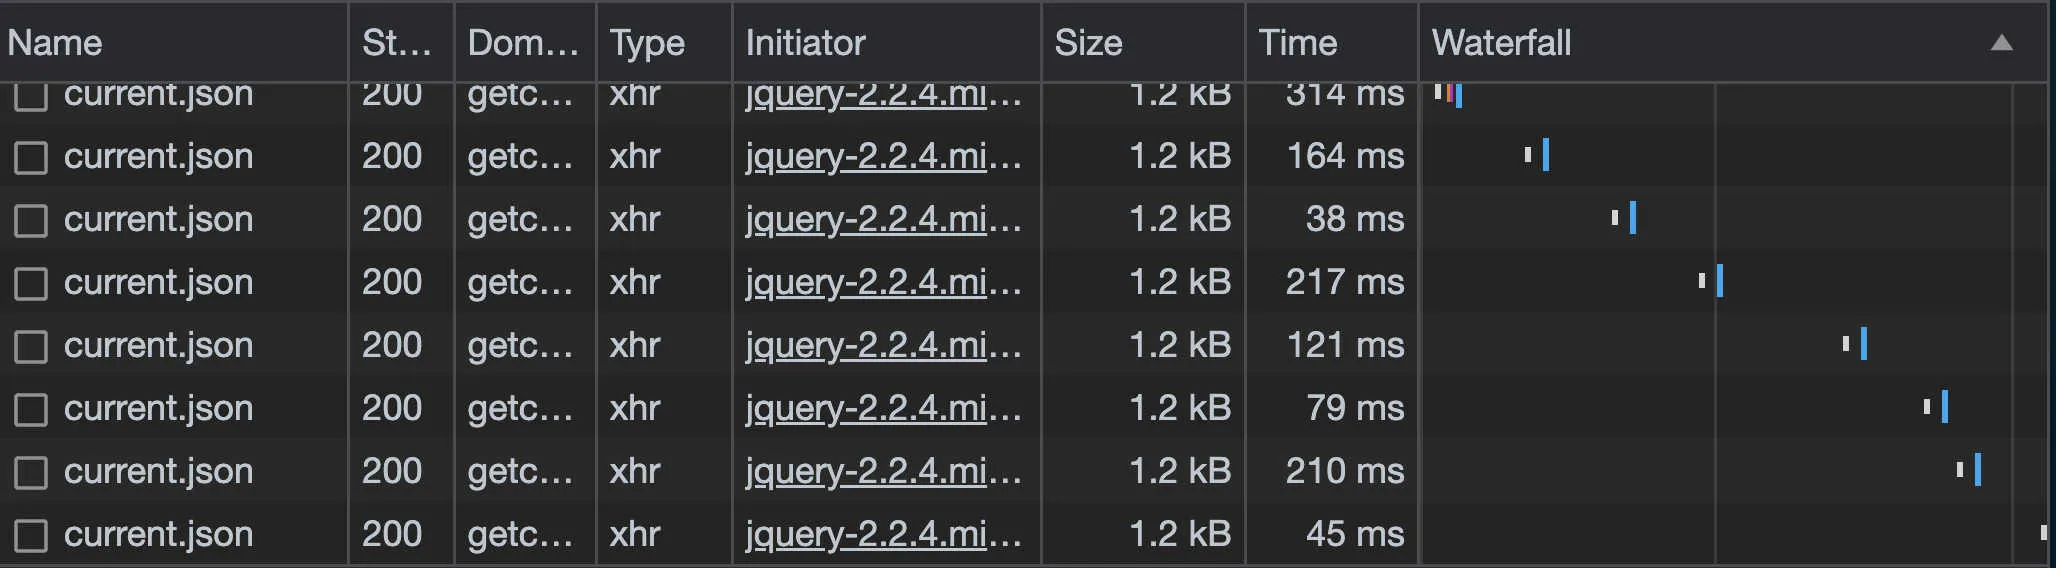 Name St... Dom... Type Initiator Size Time Waterfall
current.json 200 getc... xhr jquery-2.2.4.mi... 1.2 kB 314 ms
current.json 200 getc... xhr jquery-2.2.4.mi... 1.2 kB 164 ms
current.json 200 getc... xhr jquery-2.2.4.mi... 1.2 kB 38 ms
current.json 200 getc... xhr jquery-2.2.4.mi... 1.2 kB 217 ms
current.json 200 getc... xhr jquery-2.2.4.mi... 1.2 kB 121 ms
current.json 200 getc... xhr jquery-2.2.4.mi... 1.2 kB 79 ms
current.json 200 getc... xhr jquery-2.2.4.mi... 1.2 kB 210 ms
current.json 200 getc... xhr jquery-2.2.4.mi... 1.2 kB 45 ms